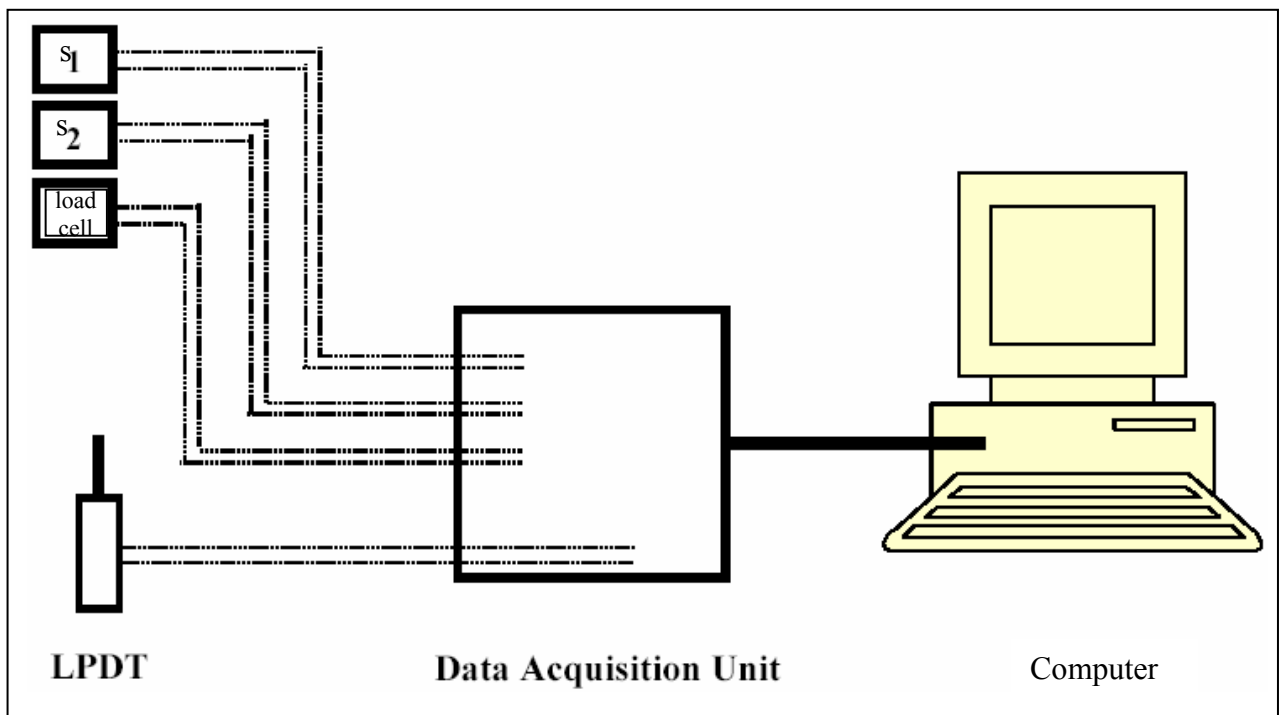 S1
S2
load
cell
LPDT
Data Acquisition Unit
Computer